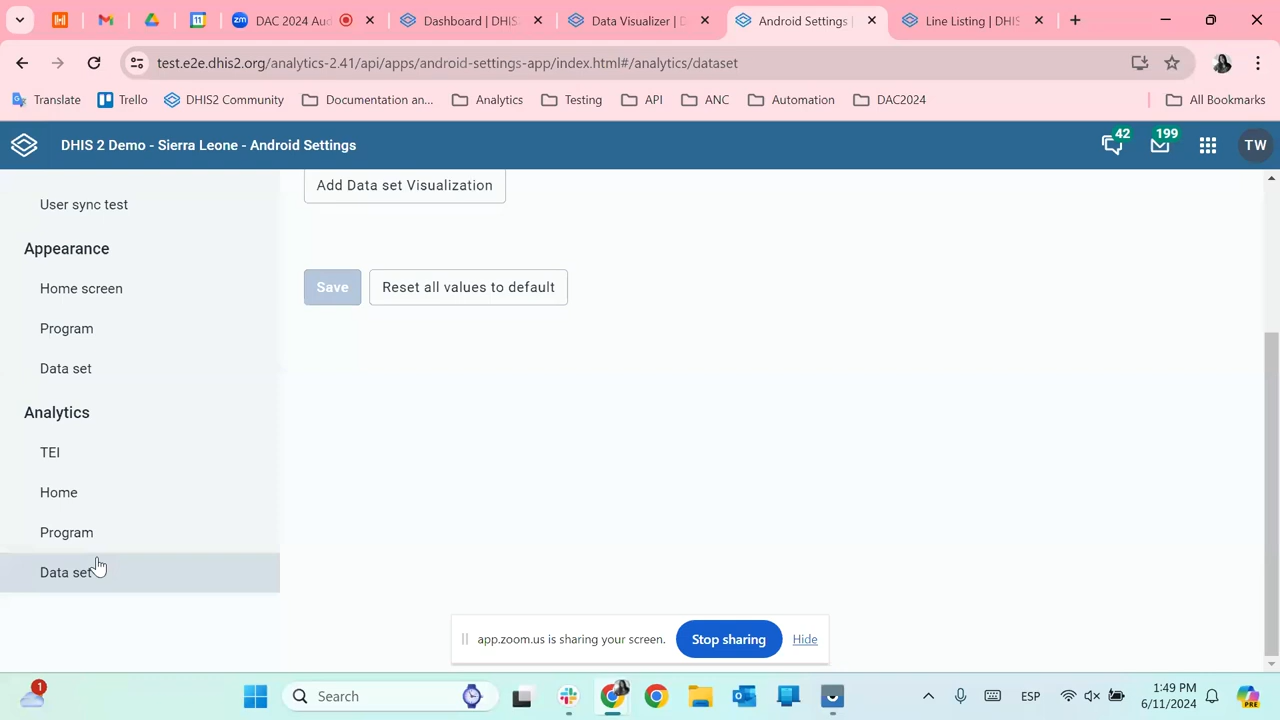 DAC 2024 Aud
Dashboard | DHIS
Data Visualizer | D
Android Settings |
Line Listing | DHIS
test.e2e.dhis2.org/analytics-2.41/api/apps/android-settings-app/index.html#/analytics/dataset
Translate
Trello
DHIS2 Community
Documentation an...
Analytics
Testing
API
ANC
Automation
DAC2024
All Bookmarks
DHIS 2 Demo - Sierra Leone - Android Settings
42
199
TW
User sync test
Appearance
Home screen
Program
Data set
Analytics
TEI
Home
Program
Data set
Add Data set Visualization
Save
Reset all values to default
app.zoom.us is sharing your screen.
Stop sharing
Hide
1
Search
ESP
1:49 PM
6/11/2024
PRE